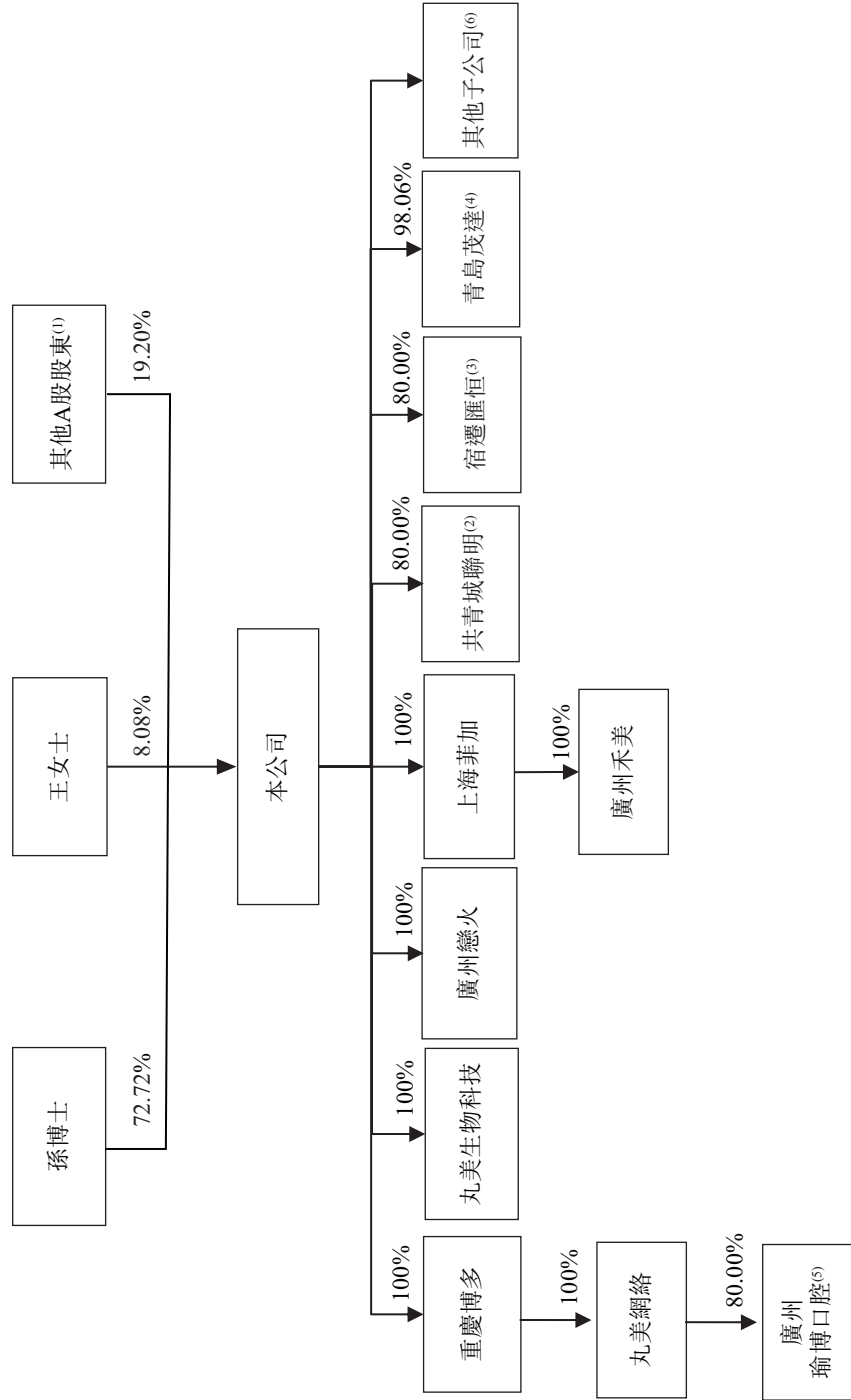 孫博士
王女士
其他A股股東(1)
72.72%
8.08%
19.20%
本公司
100%
100%
100%
100%
80.00%
80.00%
98.06%
重慶博多
丸美生物科技
廣州戀火
上海菲加
共青城聯明(2)
宿遷匯恒(3)
青島茂達(4)
其他子公司(6)
100%
100%
丸美網絡
廣州禾美
80.00%
廣州
瑜博口腔(5)